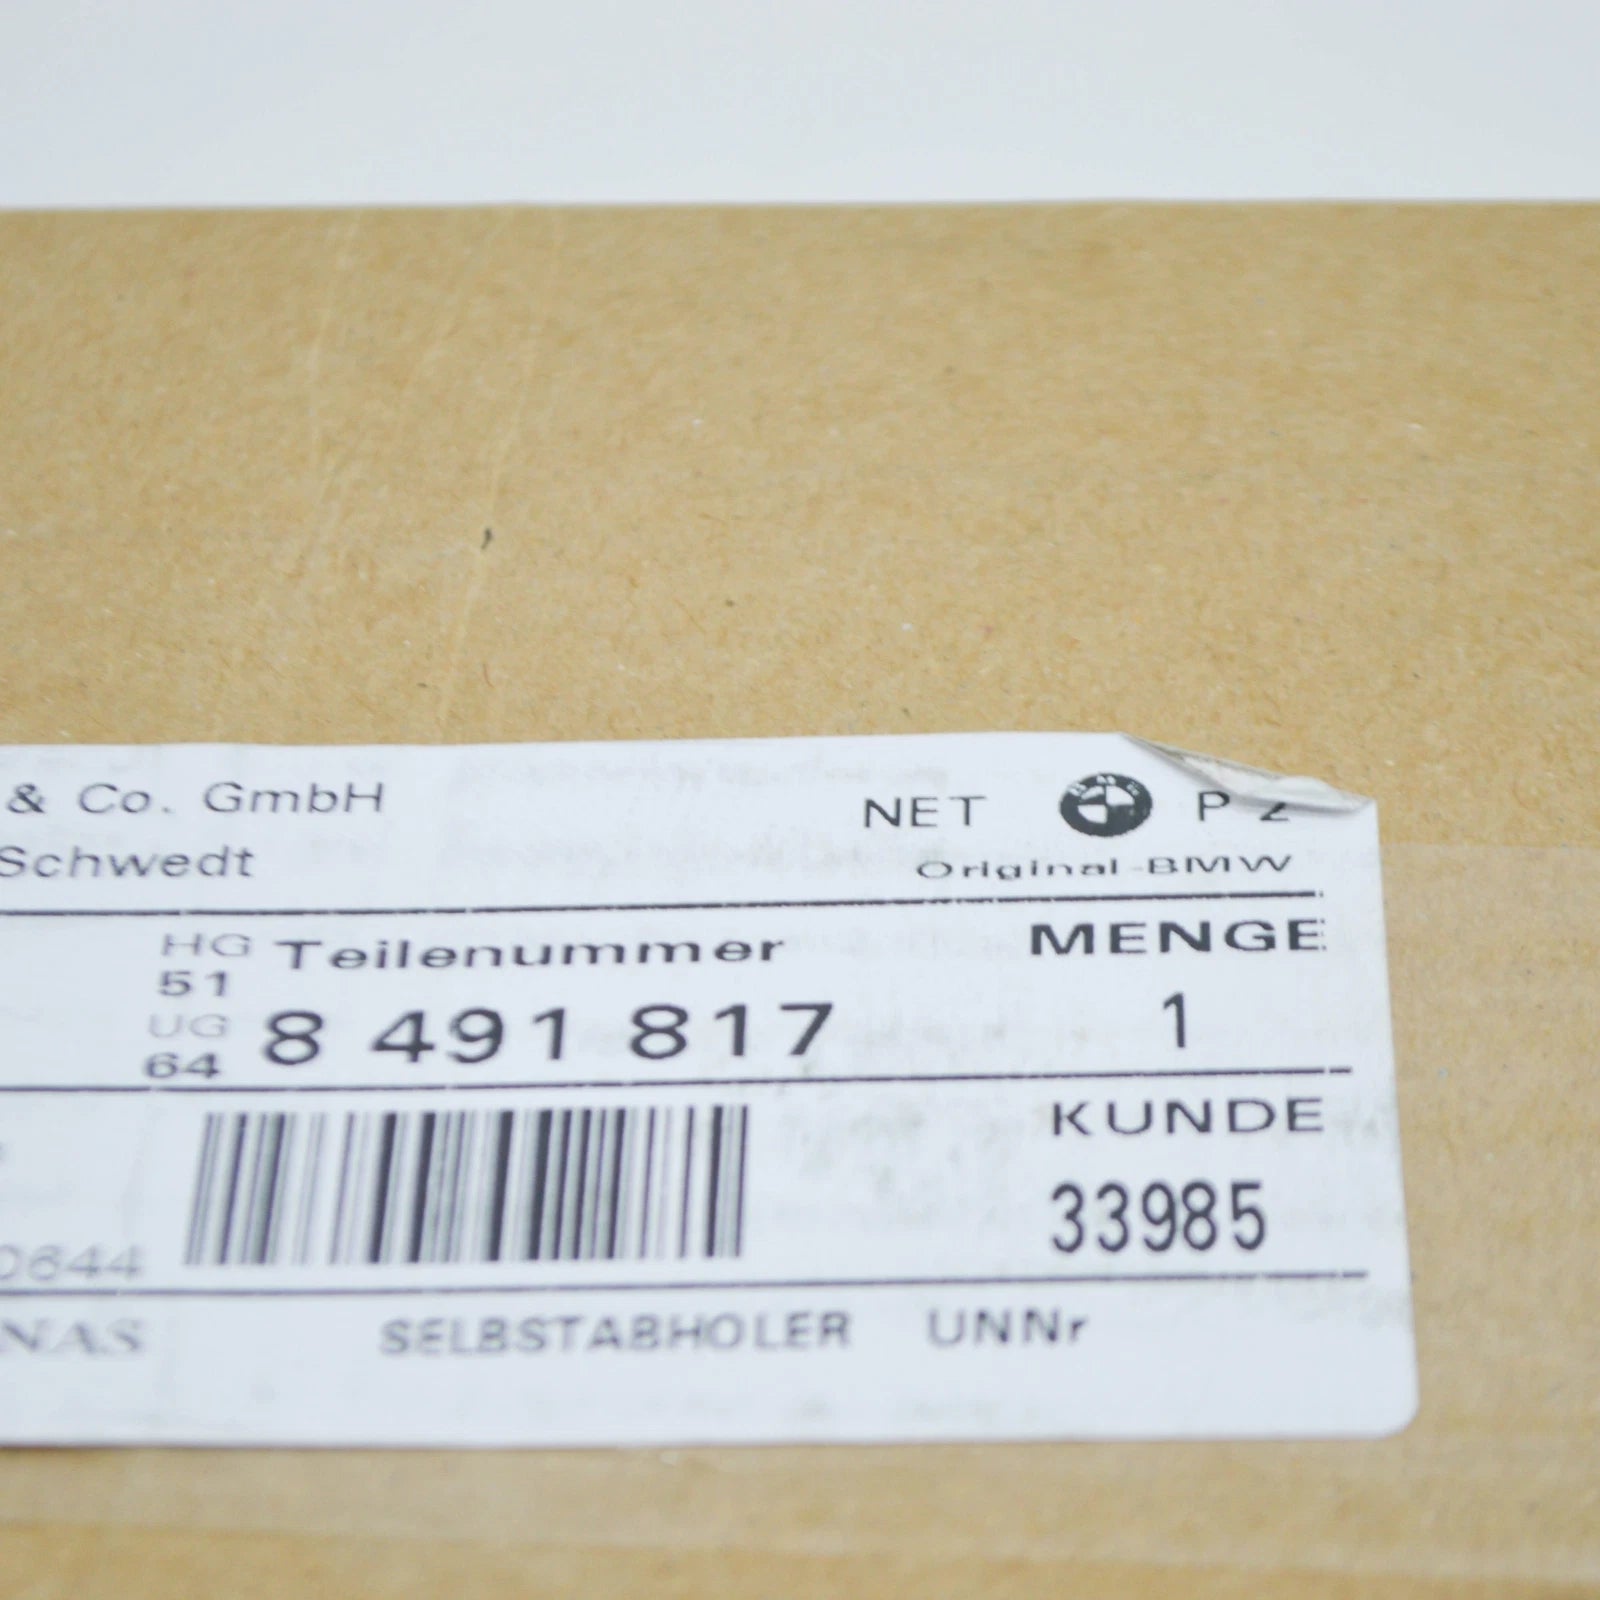 & Co. GmbH
NET P 2
Schwedt
Original-BMW
HG Teilenummer MENGE
51
8 491 817 1
UG
64
KUNDE
33985
0644
NAS SELBSTABHOLER UNNr